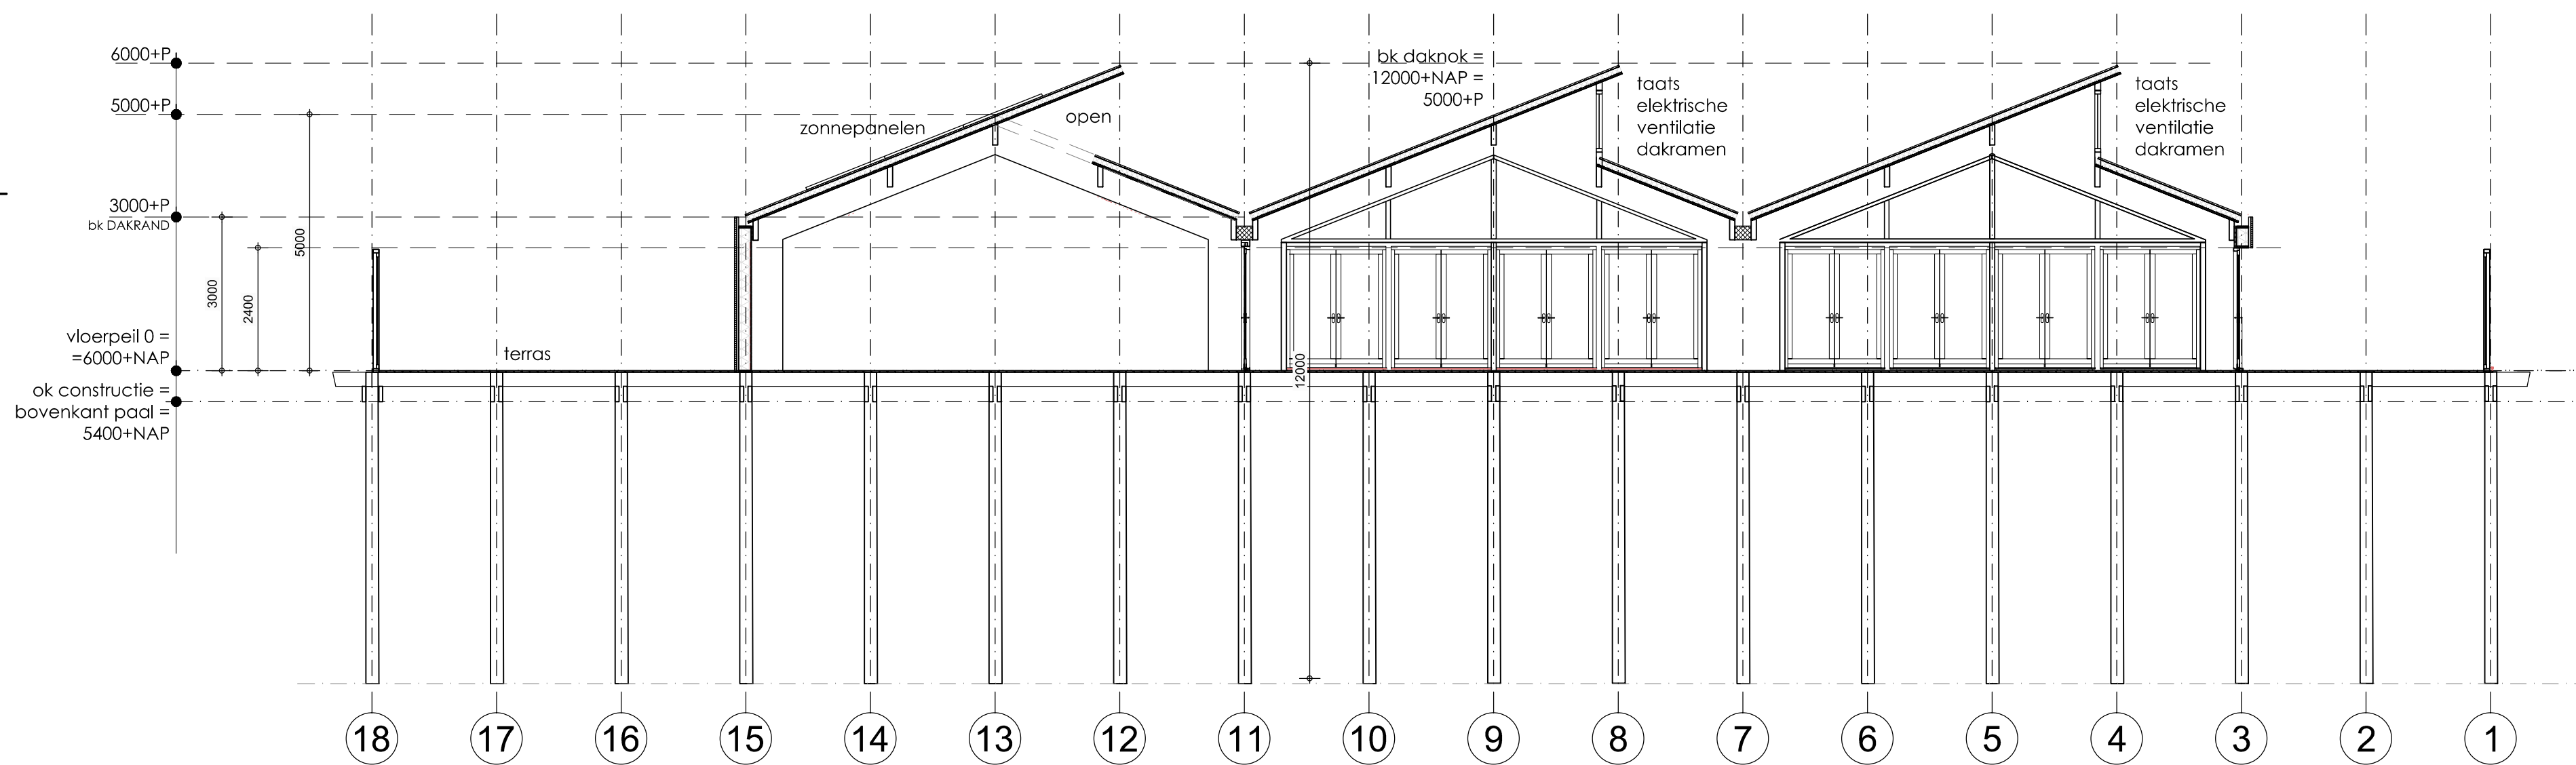 6000+P
5000+P
3000+P
bk DAKRAND
vloerpeil 0 =
=6000+NAP
ok constructie =
bovenkant paal =
5400+NAP
3000
2400
5000
terras
zonnepanelen
open
12000
bk daknok =
12000+NAP =
5000+P
taats
elektrische
ventilatie
dakramen
taats
elektrische
ventilatie
dakramen
18 17 16 15 14 13 12 11 10 9 8 7 6 5 4 3 2 1